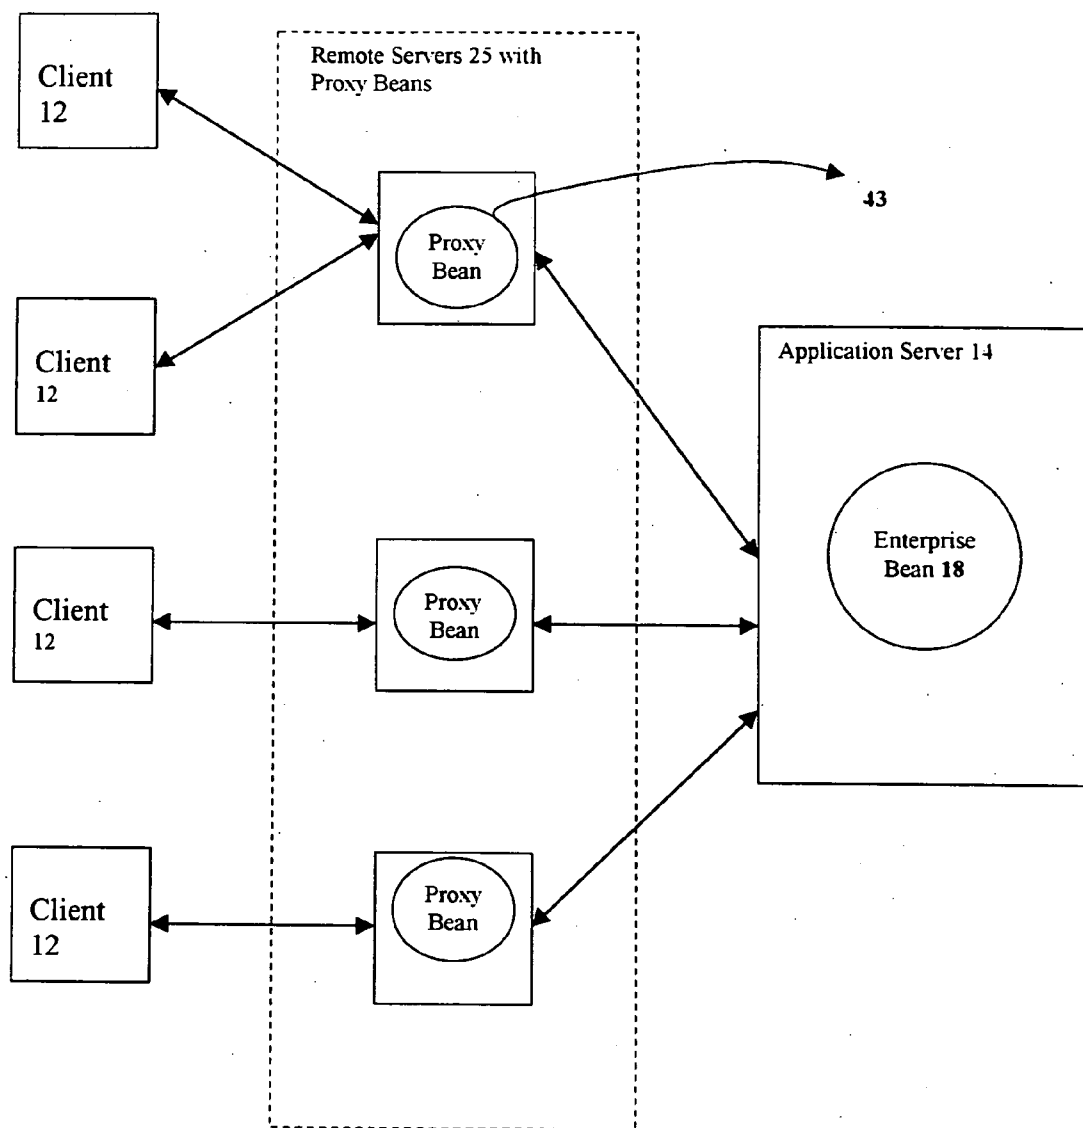 Client
12
Remote Servers 25 with
Proxy Beans
Proxy
Bean
43
Client
12
Application Server 14
Enterprise
Bean 18
Client
12
Proxy
Bean
Client
12
Proxy
Bean